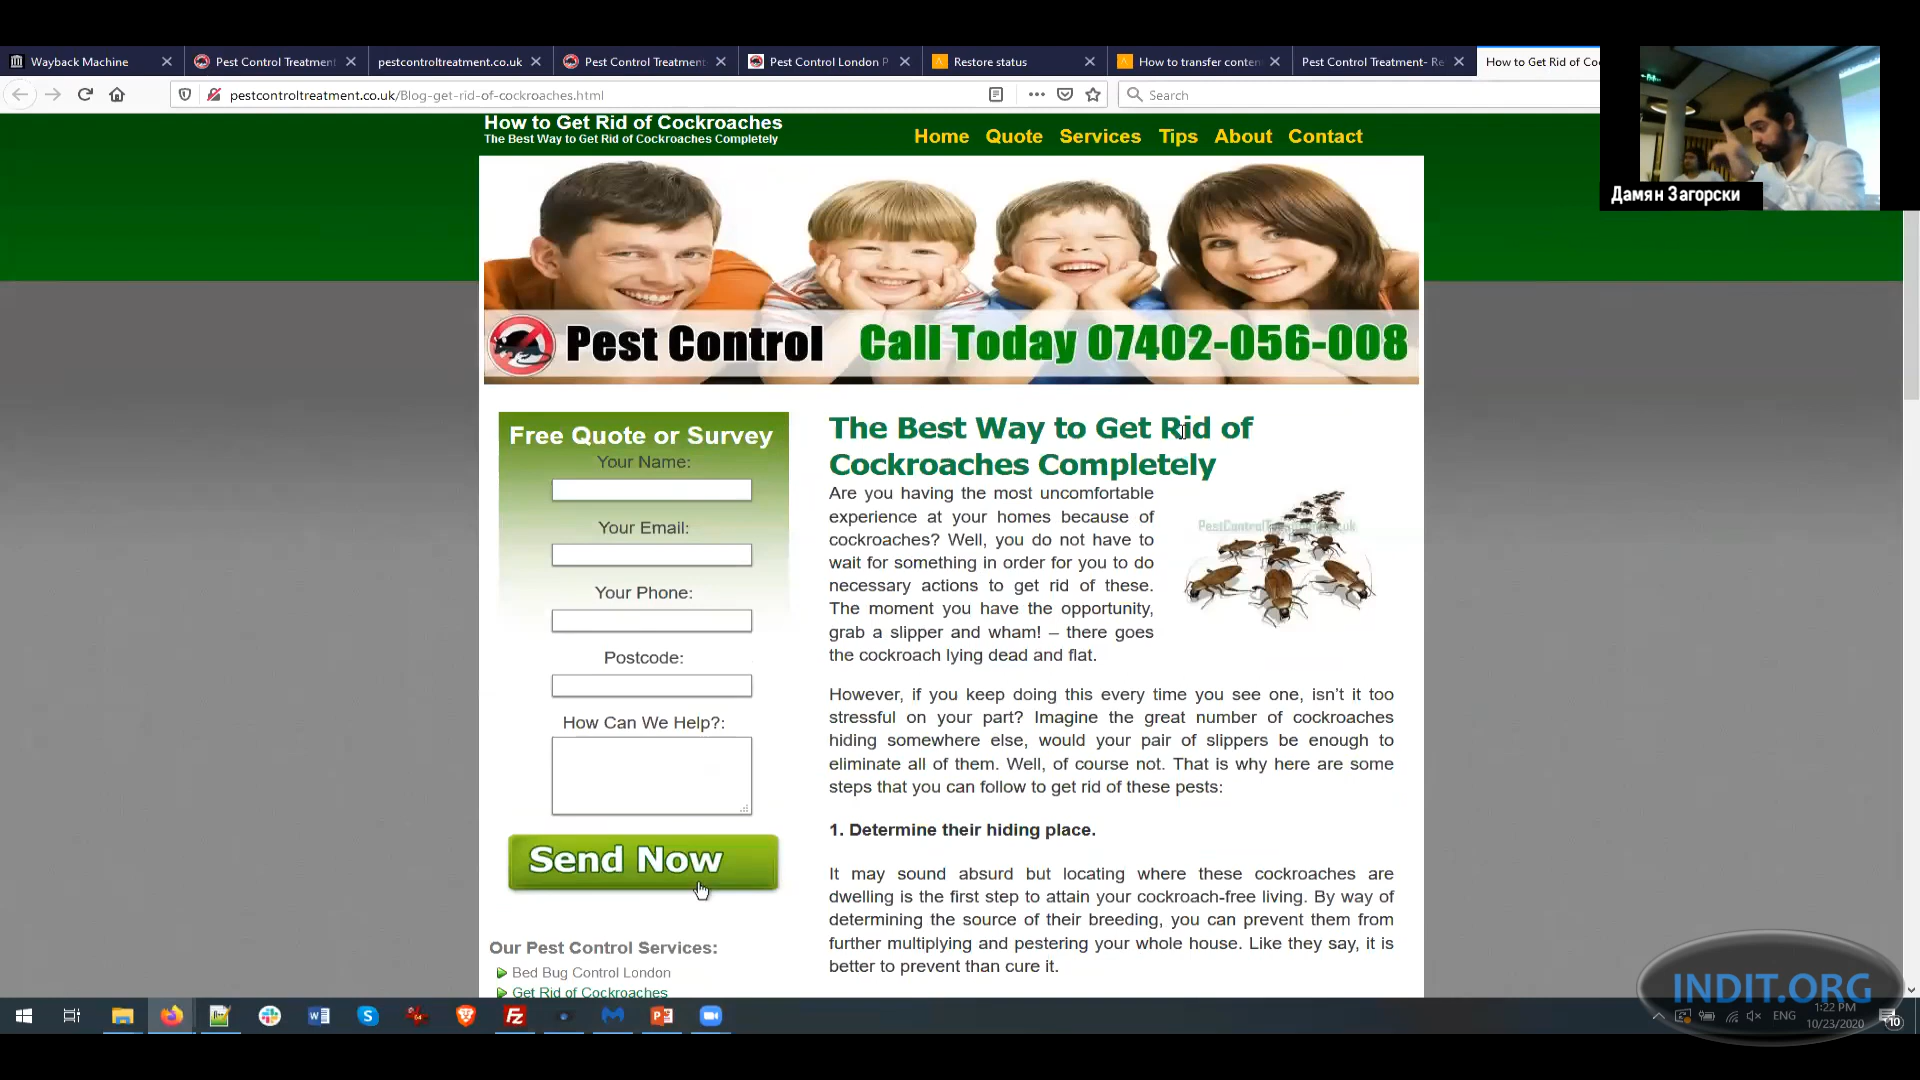 Wayback Machine
Pest Control Treatment
pestcontroltreatment.co.uk
Pest Control Treatment-
Pest Control London P
Restore status
How to transfer conten
Pest Control Treatment- Re
How to Get Rid of Co
pestcontroltreatment.co.uk/Blog-get-rid-of-cockroaches.html
Search
Дамян Загорски
How to Get Rid of Cockroaches
The Best Way to Get Rid of Cockroaches Completely
Home Quote Services Tips About Contact
Pest Control Call Today 07402-056-008
Free Quote or Survey
Your Name:
Your Email:
Your Phone:
Postcode:
How Can We Help?:
Send Now
Our Pest Control Services:
Bed Bug Control London
Get Rid of Cockroaches
The Best Way to Get Rid of
Cockroaches Completely
Are you having the most uncomfortable
experience at your homes because of
cockroaches? Well, you do not have to
wait for something in order for you to do
necessary actions to get rid of these.
The moment you have the opportunity,
grab a slipper and wham! – there goes
the cockroach lying dead and flat.
However, if you keep doing this every time you see one, isn't it too
stressful on your part? Imagine the great number of cockroaches
hiding somewhere else, would your pair of slippers be enough to
eliminate all of them. Well, of course not. That is why here are some
steps that you can follow to get rid of these pests:
1. Determine their hiding place.
It may sound absurd but locating where these cockroaches are
dwelling is the first step to attain your cockroach-free living. By way of
determining the source of their breeding, you can prevent them from
further multiplying and pestering your whole house. Like they say, it is
better to prevent than cure it.
INDIT.ORG
ENG
1:22 PM
10/23/2020
10